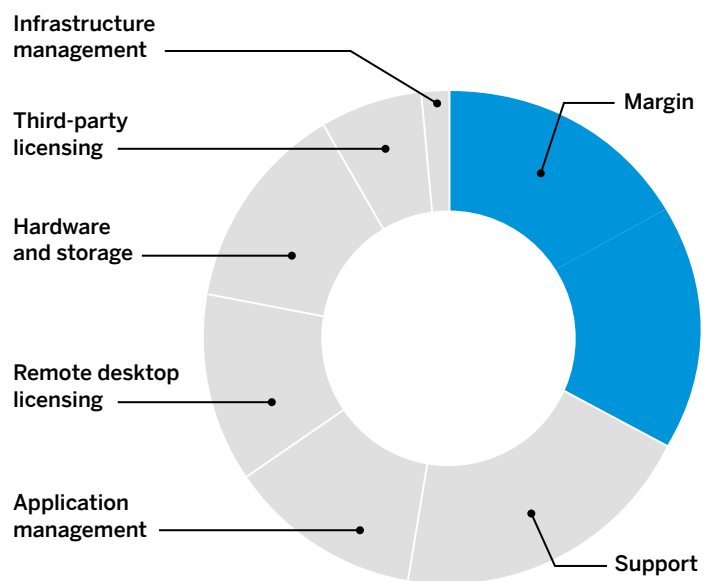 Infrastructure
management
Margin
Third-party
licensing
Hardware
and storage
Remote desktop
licensing
Application
management
Support